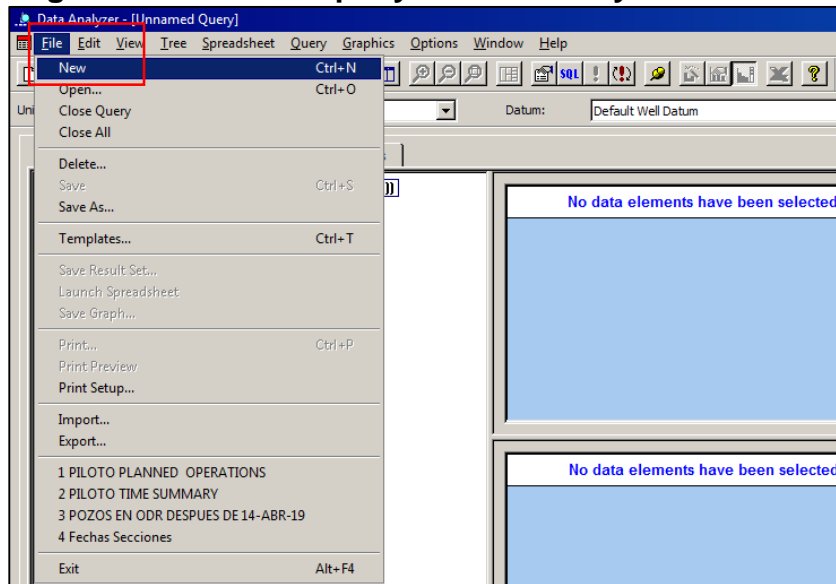 Data Analyzer - [Unnamed Query]
File Edit View Tree Spreadsheet Query Graphics Options Window Help
New Ctrl+N
SQL
Open... Ctrl+O
Uni
Close Query
Datum: Default Well Datum
Close All
Delete...
Save Ctrl+S
Save As...
No data elements have been selected
Templates... Ctrl+T
Save Result Set...
Launch Spreadsheet
Save Graph...
Print... Ctrl+P
Print Preview
Print Setup...
Import...
Export...
1 PILOTO PLANNED OPERATIONS
No data elements have been selected
2 PILOTO TIME SUMMARY
3 POZOS EN ODR DESPUES DE 14-ABR-19
4 Fechas Secciones
Exit Alt+F4